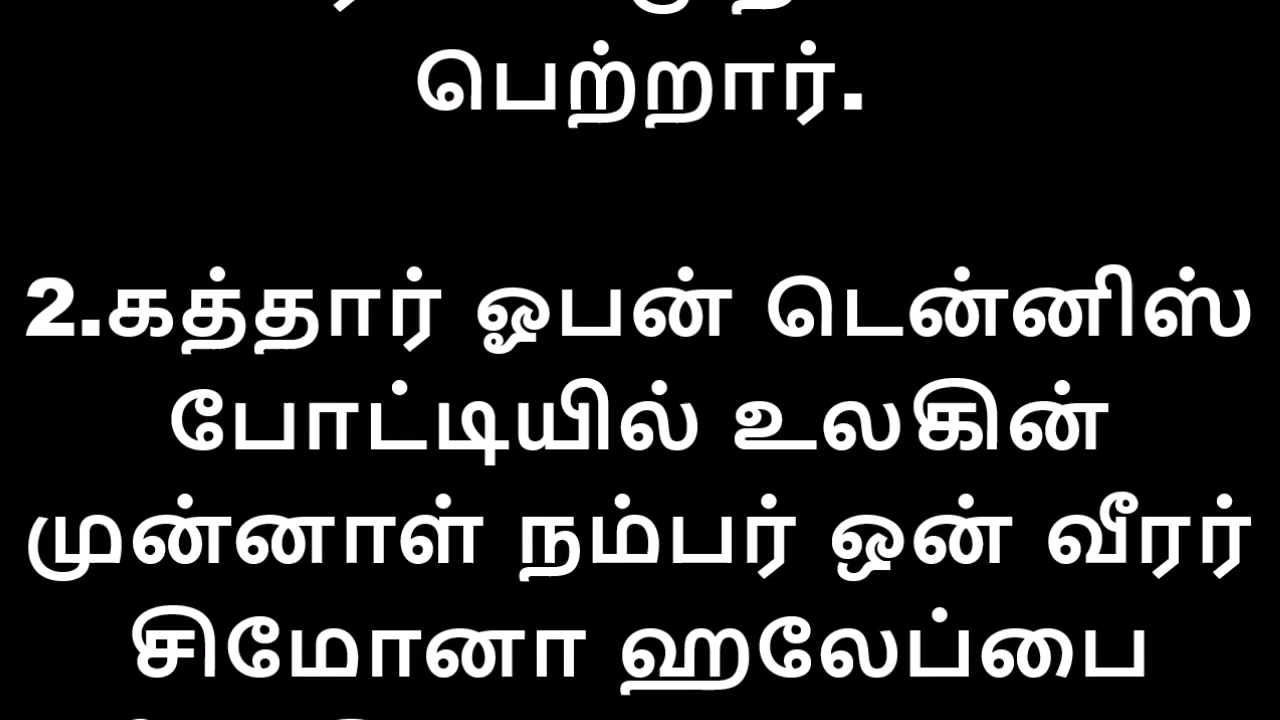 பெற்றார்.
2.கத்தார் ஓபன் டென்னிஸ்
போட்டியில் உலகின்
முன்னாள் நம்பர் ஒன் வீரர்
சிமோனா ஹலேப்பை